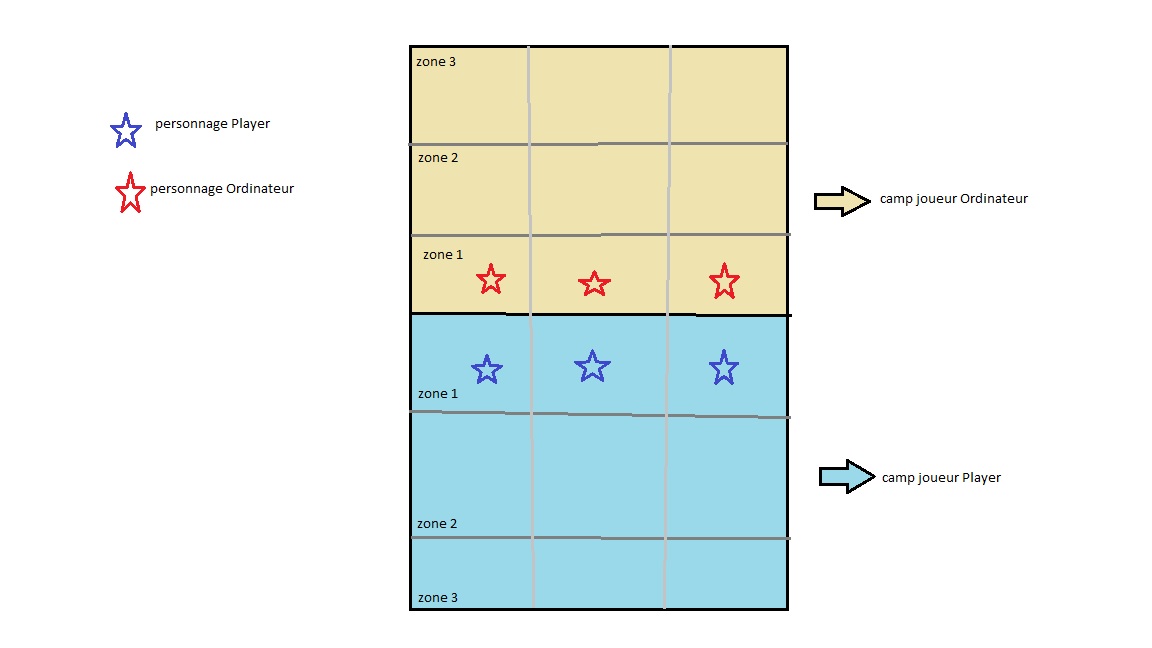 zone 3
personnage Player
zone 2
personnage Ordinateur
camp joueur Ordinateur
zone 1
zone 1
camp joueur Player
zone 2
zone 3